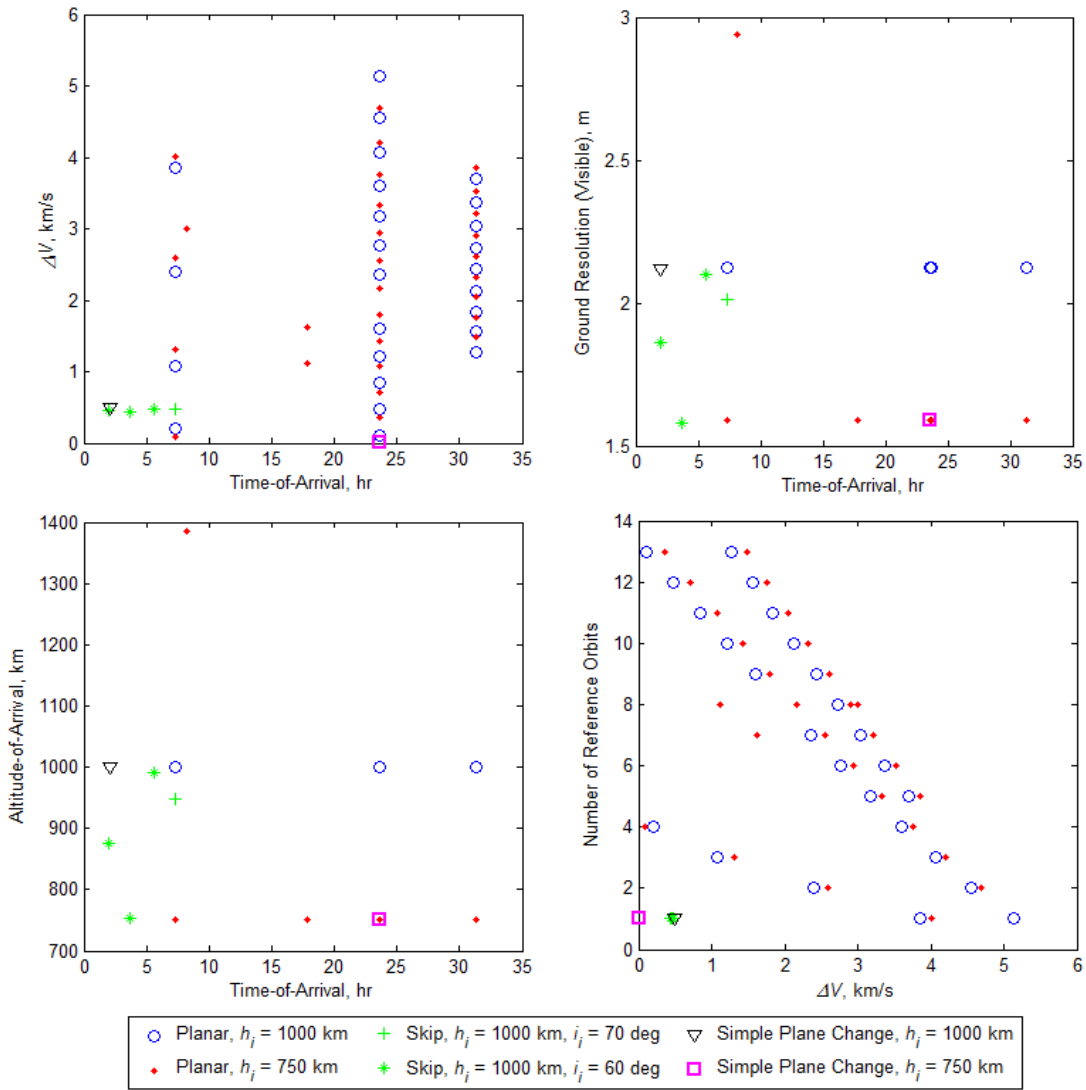 6
5
4
3
2
1
0
ΔV, km/s
0 5 10 15 20 25 30 35
Time-of-Arrival, hr
3
2.5
2
1.5
Ground Resolution (Visible), m
0 5 10 15 20 25 30 35
Time-of-Arrival, hr
1400
1300
1200
1100
1000
900
800
700
Altitude-of-Arrival, km
0 5 10 15 20 25 30 35
Time-of-Arrival, hr
14
12
10
8
6
4
2
0
Number of Reference Orbits
0 1 2 3 4 5 6
ΔV, km/s
Planar, h_i = 1000 km Skip, h_i = 1000 km, i_i = 70 deg Simple Plane Change, h_i = 1000 km
Planar, h_i = 750 km Skip, h_i = 1000 km, i_i = 60 deg Simple Plane Change, h_i = 750 km